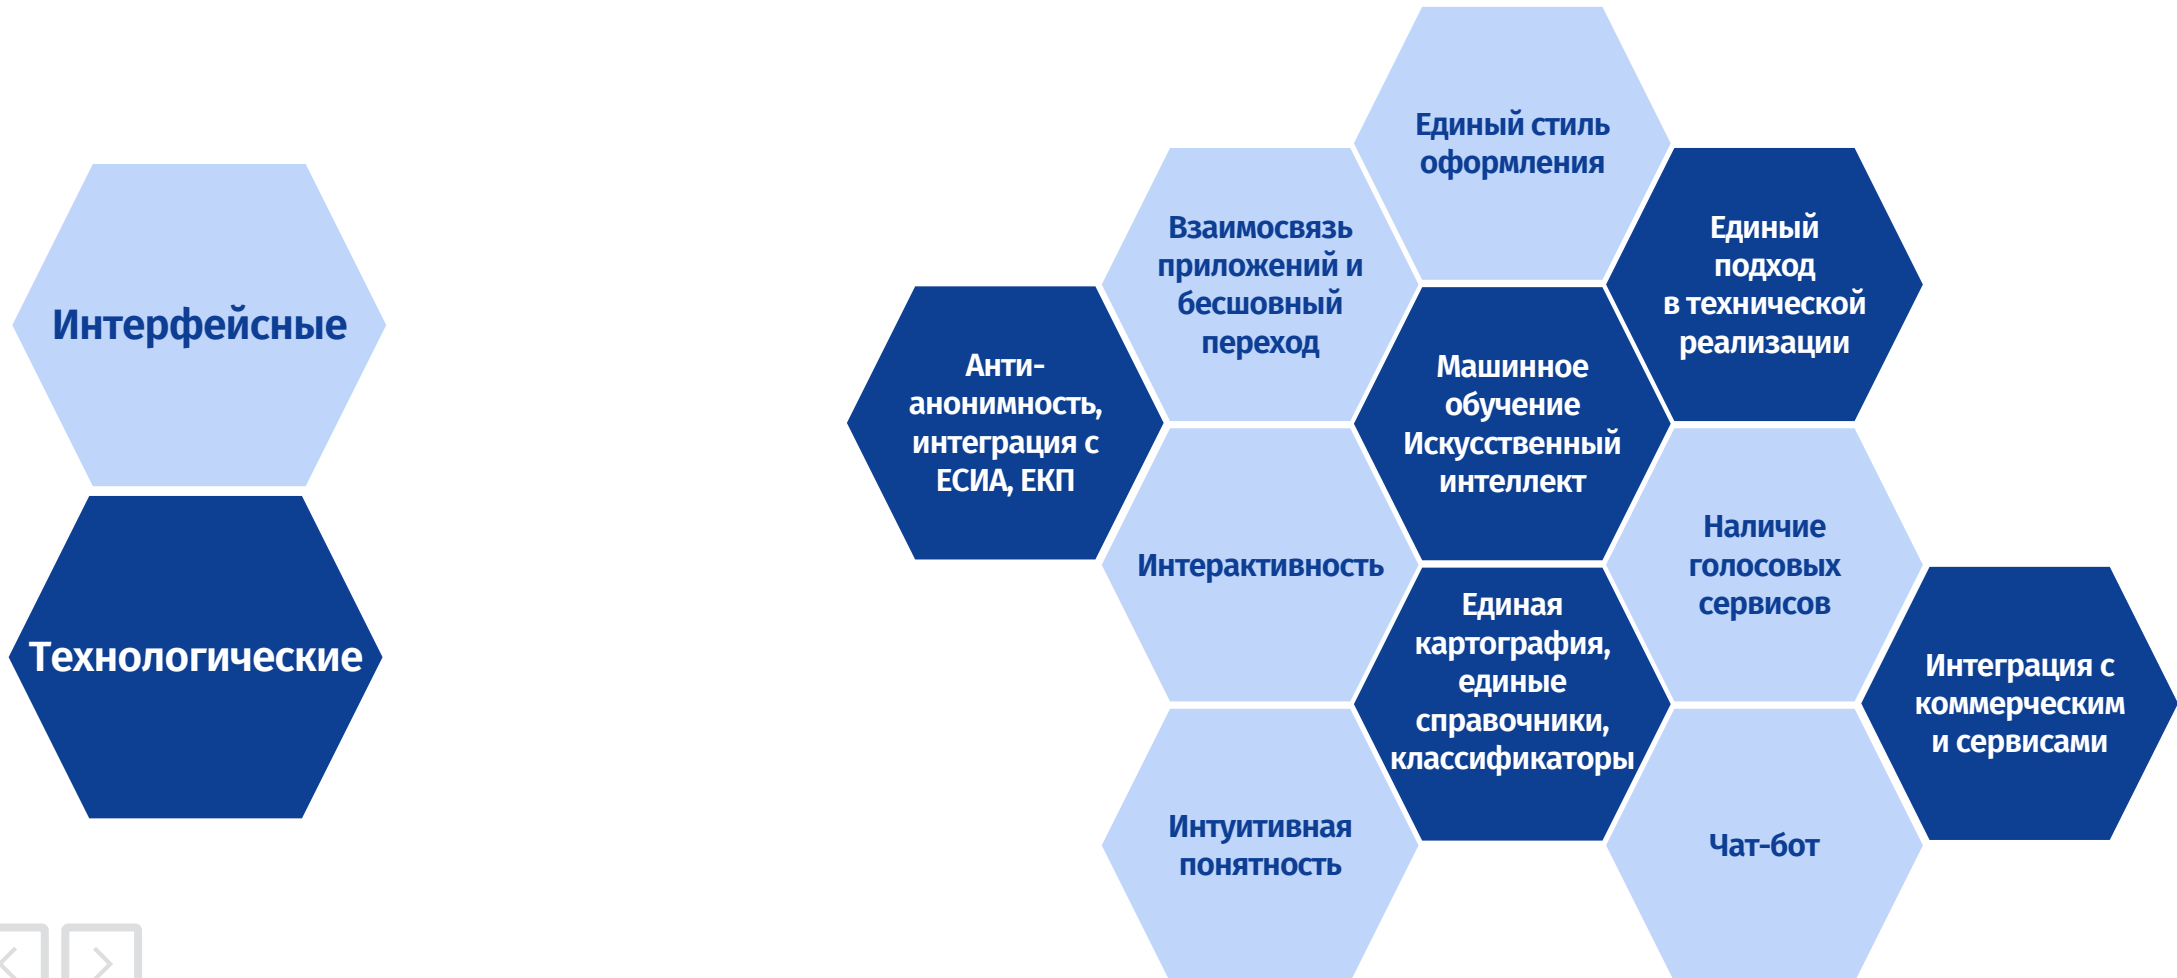 Интерфейсные
Технологические
Единый стиль
оформления
Взаимосвязь
приложений и
бесшовный
переход
Единый
подход
в технической
реализации
Анти-
анонимность,
интеграция с
ЕСИА, ЕКП
Машинное
обучение
Искусственный
интеллект
Интерактивность
Наличие
голосовых
сервисов
Единая
картография,
единые
справочники,
классификаторы
Интеграция с
коммерческим
и сервисами
Интуитивная
понятность
Чат-бот